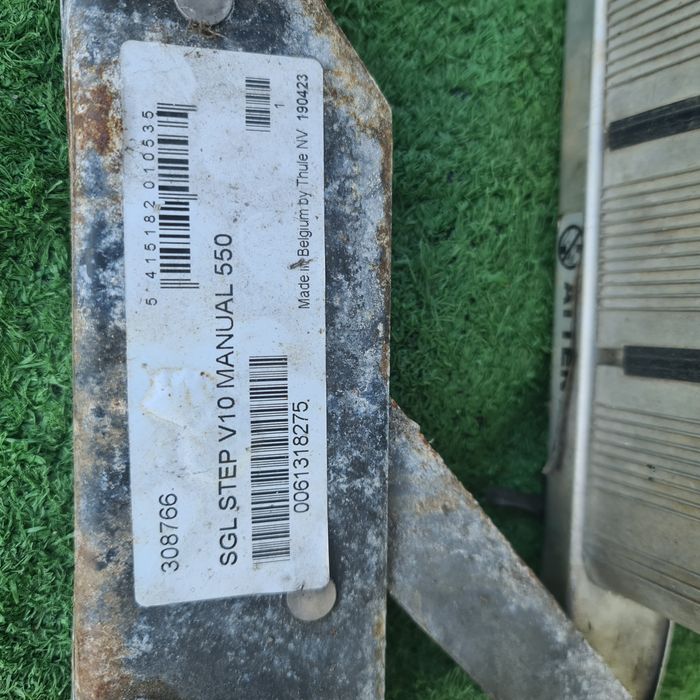 308766
SGL STEP V10 MANUAL 550
0061318275
5 415182 010535
1
Made in Belgium by Thule NV 190423